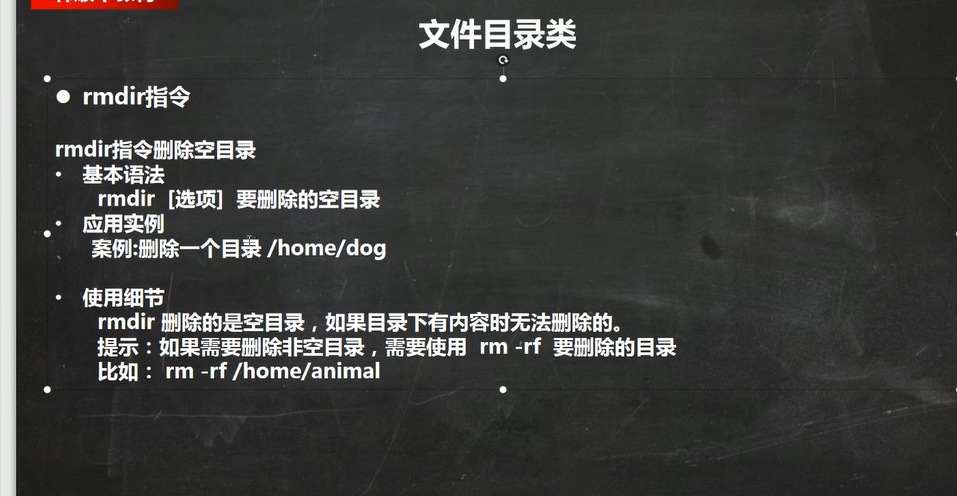 文件目录类
● rmdir指令
rmdir指令删除空目录
• 基本语法
rmdir [选项] 要删除的空目录
• 应用实例
案例:删除一个目录 /home/dog
• 使用细节
rmdir 删除的是空目录，如果目录下有内容时无法删除的。
提示：如果需要删除非空目录，需要使用 rm -rf 要删除的目录
比如： rm -rf /home/animal